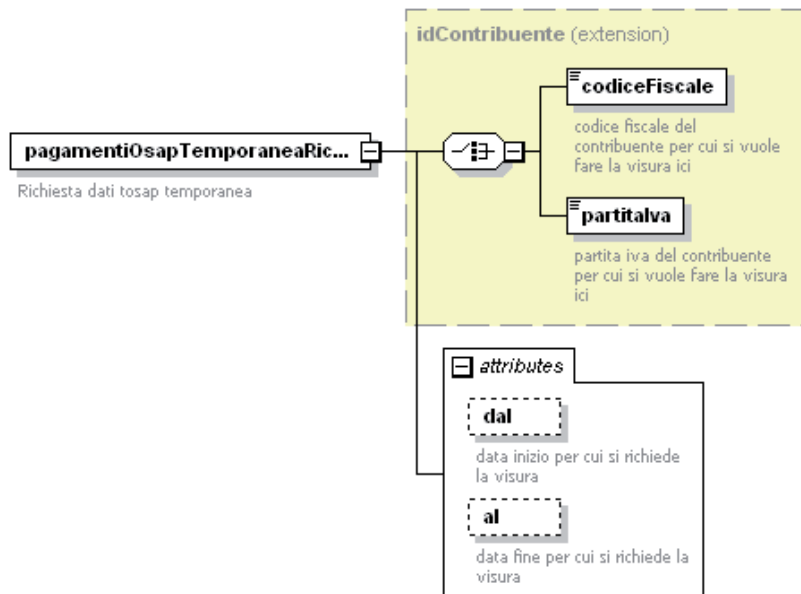 idContribuente (extension)
codiceFiscale
codice fiscale del
contribuente per cui si vuole
fare la visura ici
pagamentiOsapTemporaneaRic...
Richiesta dati tosap temporanea
partitaIva
partita iva del contribuente
per cui si vuole fare la visura
ici
attributes
dal
data inizio per cui si richiede
la visura
al
data fine per cui si richiede la
visura